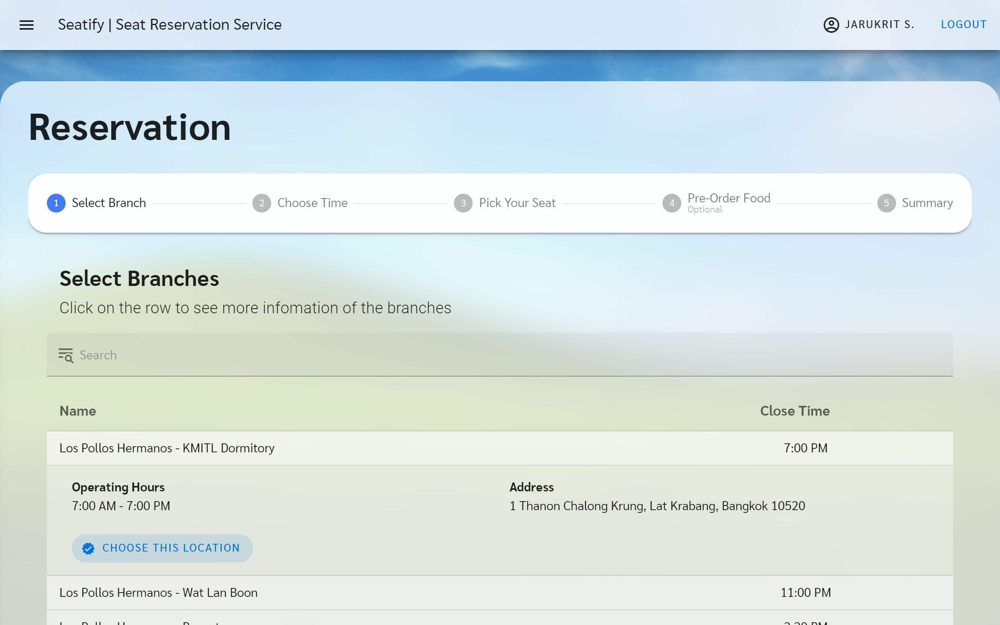 Seatify | Seat Reservation Service
JARUKRIT S.
LOGOUT
Reservation
1 Select Branch
2 Choose Time
3 Pick Your Seat
4 Pre-Order Food
Optional
5 Summary
Select Branches
Click on the row to see more infomation of the branches
Search
Name Close Time
Los Pollos Hermanos - KMITL Dormitory 7:00 PM
Operating Hours
7:00 AM - 7:00 PM
Address
1 Thanon Chalong Krung, Lat Krabang, Bangkok 10520
CHOOSE THIS LOCATION
Los Pollos Hermanos - Wat Lan Boon 11:00 PM